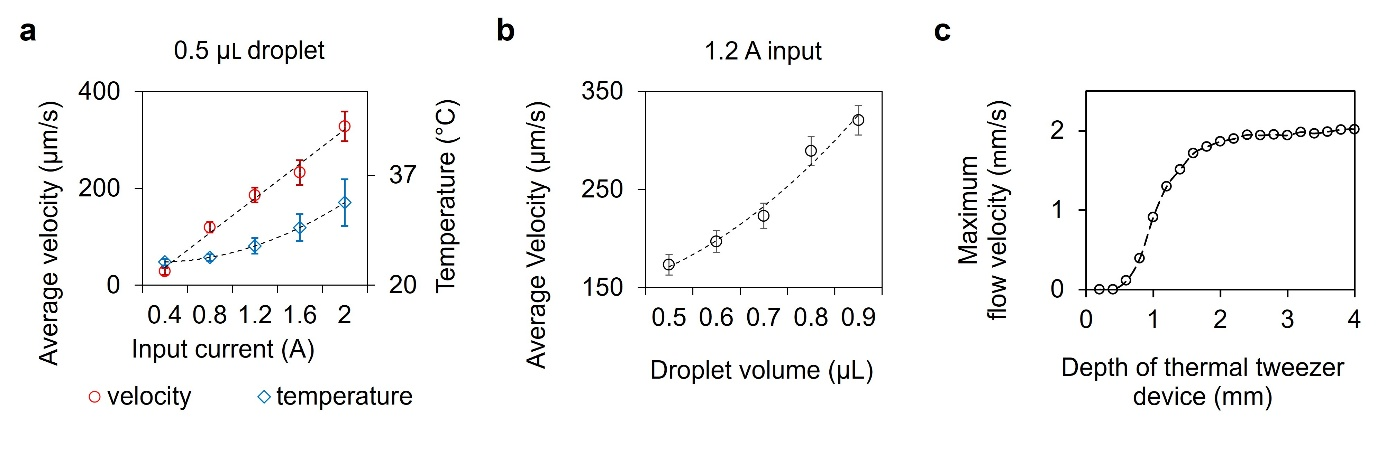 a
0.5 µL droplet
Average velocity (µm/s)
400
200
0
Temperature (°C)
37
20
0.4 0.8 1.2 1.6 2
Input current (A)
velocity
temperature
b
1.2 A input
Average Velocity (µm/s)
350
250
150
0.5 0.6 0.7 0.8 0.9
Droplet volume (µL)
c
Maximum
flow velocity (mm/s)
2
1
0
0 1 2 3 4
Depth of thermal tweezer
device (mm)